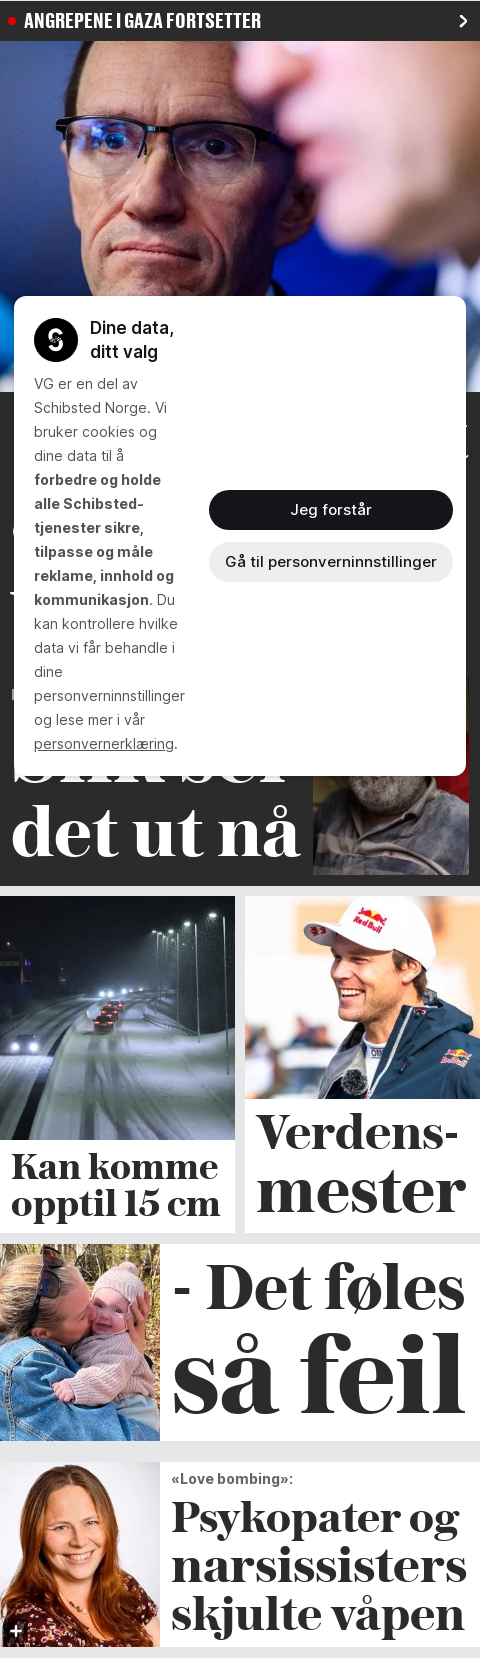 ANGREPENE I GAZA FORTSETTER
Dine data,
ditt valg
VG er en del av
Schibsted Norge. Vi
bruker cookies og
dine data til å
forbedre og holde
alle Schibsted-
tjenester sikre,
tilpasse og måle
reklame, innhold og
kommunikasjon. Du
kan kontrollere hvilke
data vi får behandle i
dine
personverninnstillinger
og lese mer i vår
personvernerklæring.
Jeg forstår
Gå til personverninnstillinger
det ut nå
Red Bull
Red Bull
Kan komme
opptil 15 cm
Verdens-
mester
- Det føles
så feil
«Love bombing»:
Psykopater og
narsissisters
skjulte våpen